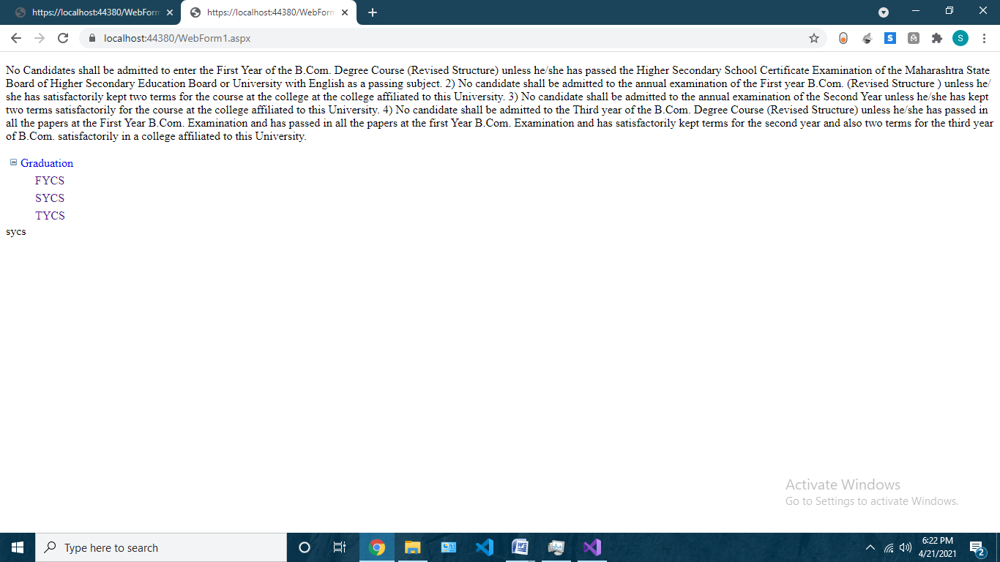 https://localhost:44380/WebForm
https://localhost:44380/WebForm
localhost:44380/WebForm1.aspx
S
S
No Candidates shall be admitted to enter the First Year of the B.Com. Degree Course (Revised Structure) unless he/she has passed the Higher Secondary School Certificate Examination of the Maharashtra State
Board of Higher Secondary Education Board or University with English as a passing subject. 2) No candidate shall be admitted to the annual examination of the First year B.Com. (Revised Structure ) unless he/
she has satisfactorily kept two terms for the course at the college at the college affiliated to this University. 3) No candidate shall be admitted to the annual examination of the Second Year unless he/she has kept
two terms satisfactorily for the course at the college affiliated to this University. 4) No candidate shall be admitted to the Third year of the B.Com. Degree Course (Revised Structure) unless he/she has passed in
all the papers at the First Year B.Com. Examination and has passed in all the papers at the first Year B.Com. Examination and has satisfactorily kept terms for the second year and also two terms for the third year
of B.Com. satisfactorily in a college affiliated to this University.
Graduation
FYCS
SYCS
TYCS
sycs
Activate Windows
Go to Settings to activate Windows.
Type here to search
W
6:22 PM
4/21/2021
2